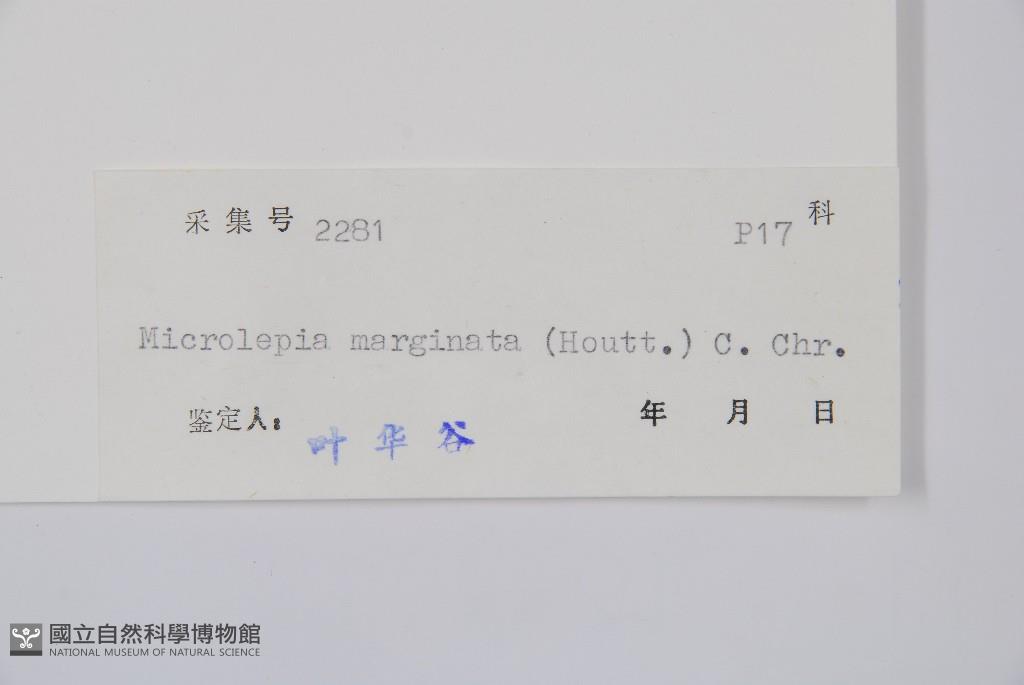 采集号 2281 P17 科
Microlepia marginata (Houtt.) C. Chr.
鉴定人: 叶华谷 年 月 日
國立自然科學博物館
NATIONAL MUSEUM OF NATURAL SCIENCE